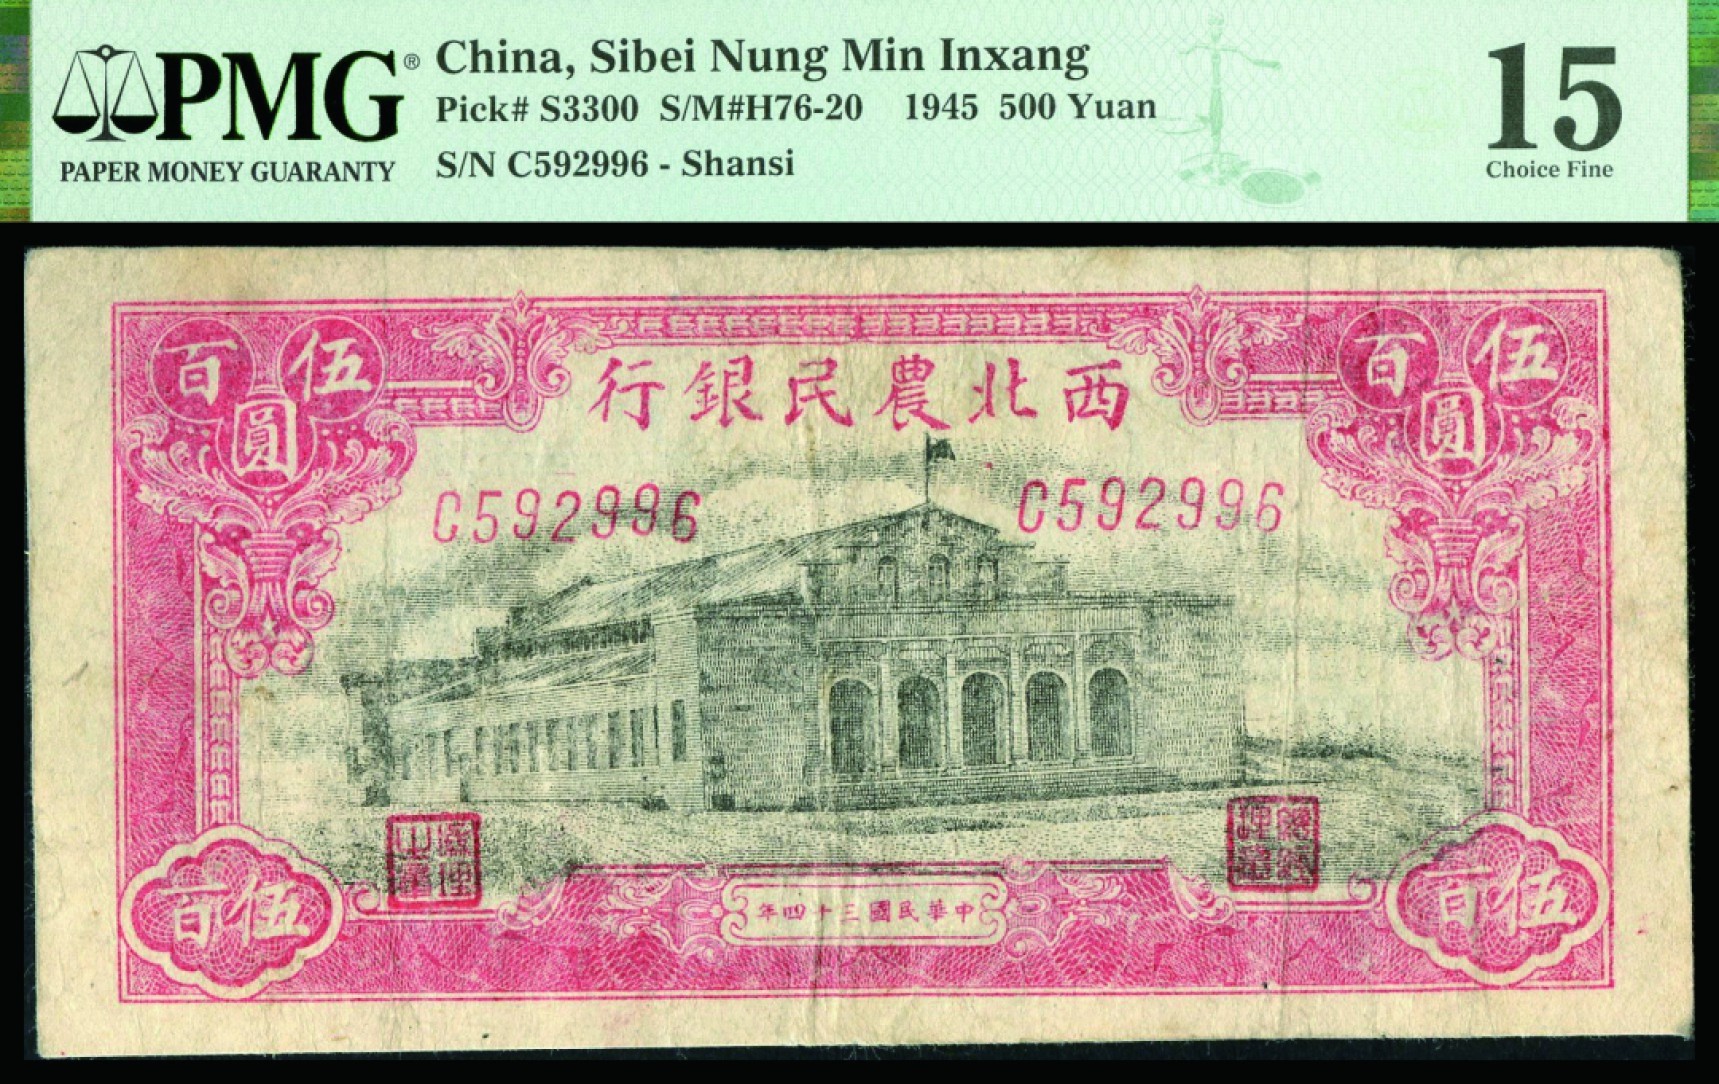 PMG®
PAPER MONEY GUARANTY
China, Sibei Nung Min Inxang
Pick# S3300 S/M#H76-20 1945 500 Yuan
S/N C592996 - Shansi
15
Choice Fine
百 伍
圓
行銀民農北西
百 伍
圓
C592996
C592996
百伍
年四十三國民華中
百伍